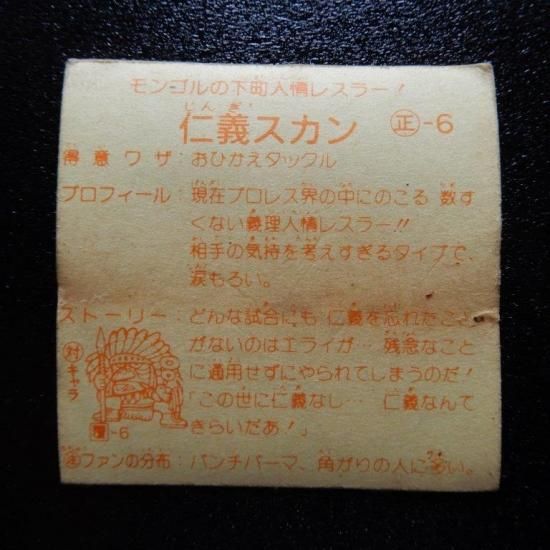 モンゴルの下町人情レスラー!
仁義スカン 正-6
得意ワザ:おひかえタックル
プロフィール:現在プロレス界の中にのこる 数す
くない義理人情レスラー!!
相手の気持を考えすぎるタイプで、
涙もろい。
ストーリー:どんな試合にも 仁義を忘れたこと
がないのはエライが… 残念なこと
に通用せずにやられてしまうのだ!
「この世に仁義なし… 仁義なんて
きらいだあ!」
対キャラ
-6
ファンの分布:パンチパーマ、角がりの人に多い。